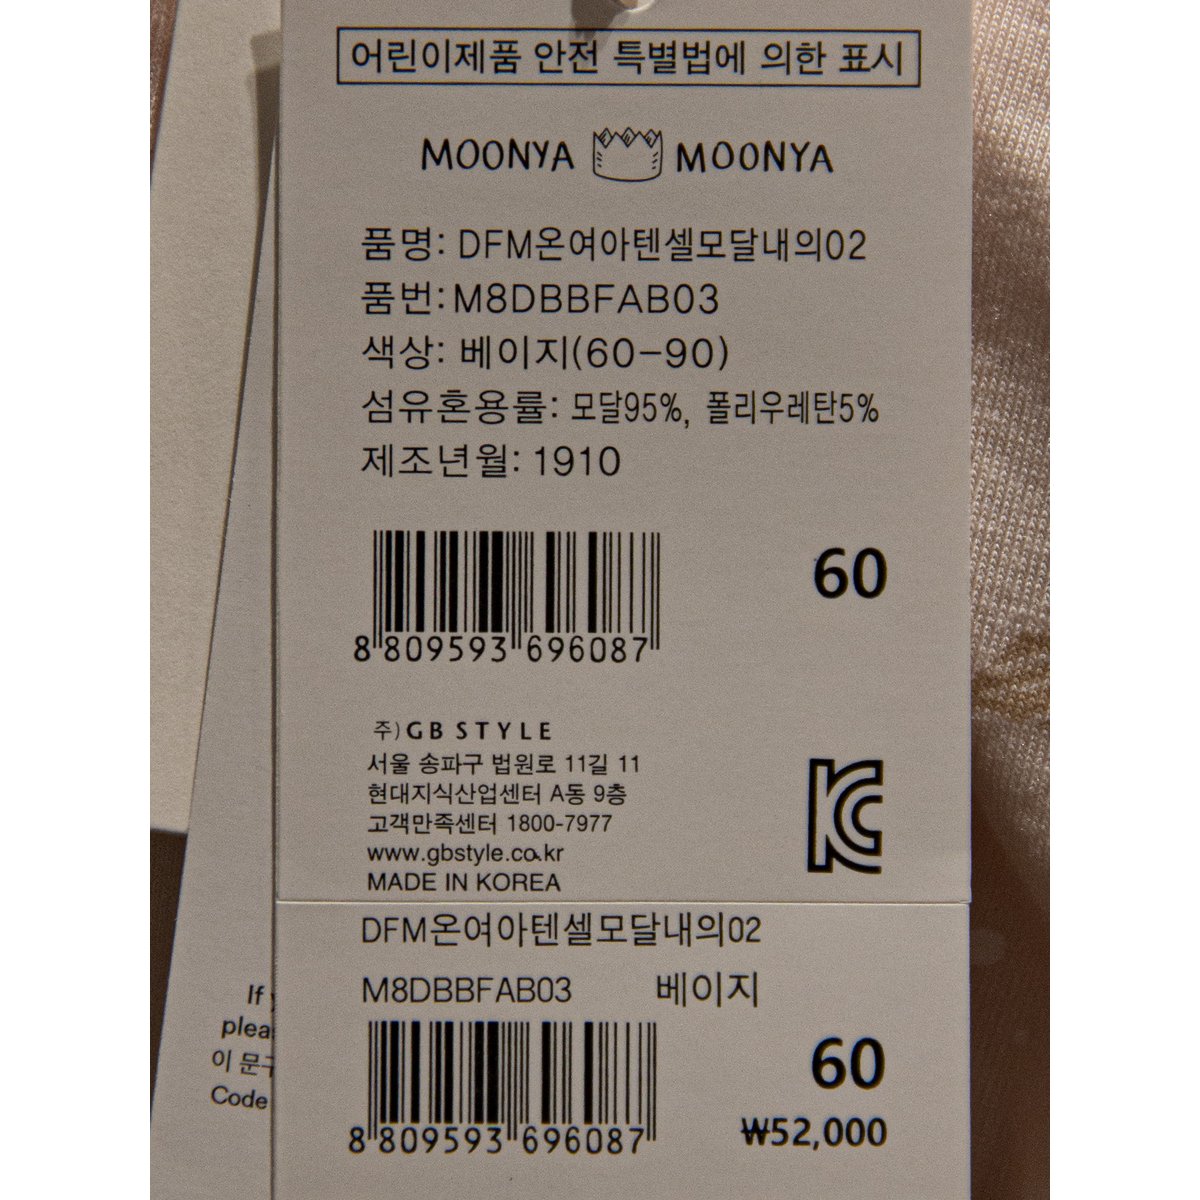 어린이제품 안전 특별법에 의한 표시
MOONYA MOONYA
품명: DFM온여아텐셀모달내의02
품번: M8DBBFAB03
색상: 베이지(60-90)
섬유혼용률: 모달95%, 폴리우레탄5%
제조년월: 1910
60
8 809593 696087
주) GB STYLE
서울 송파구 법원로 11길 11
현대지식산업센터 A동 9층
고객만족센터 1800-7977
www.gbstyle.co.kr
MADE IN KOREA
KC
DFM온여아텐셀모달내의02
M8DBBFAB03 베이지
60
8 809593 696087
₩52,000
If
이
Code